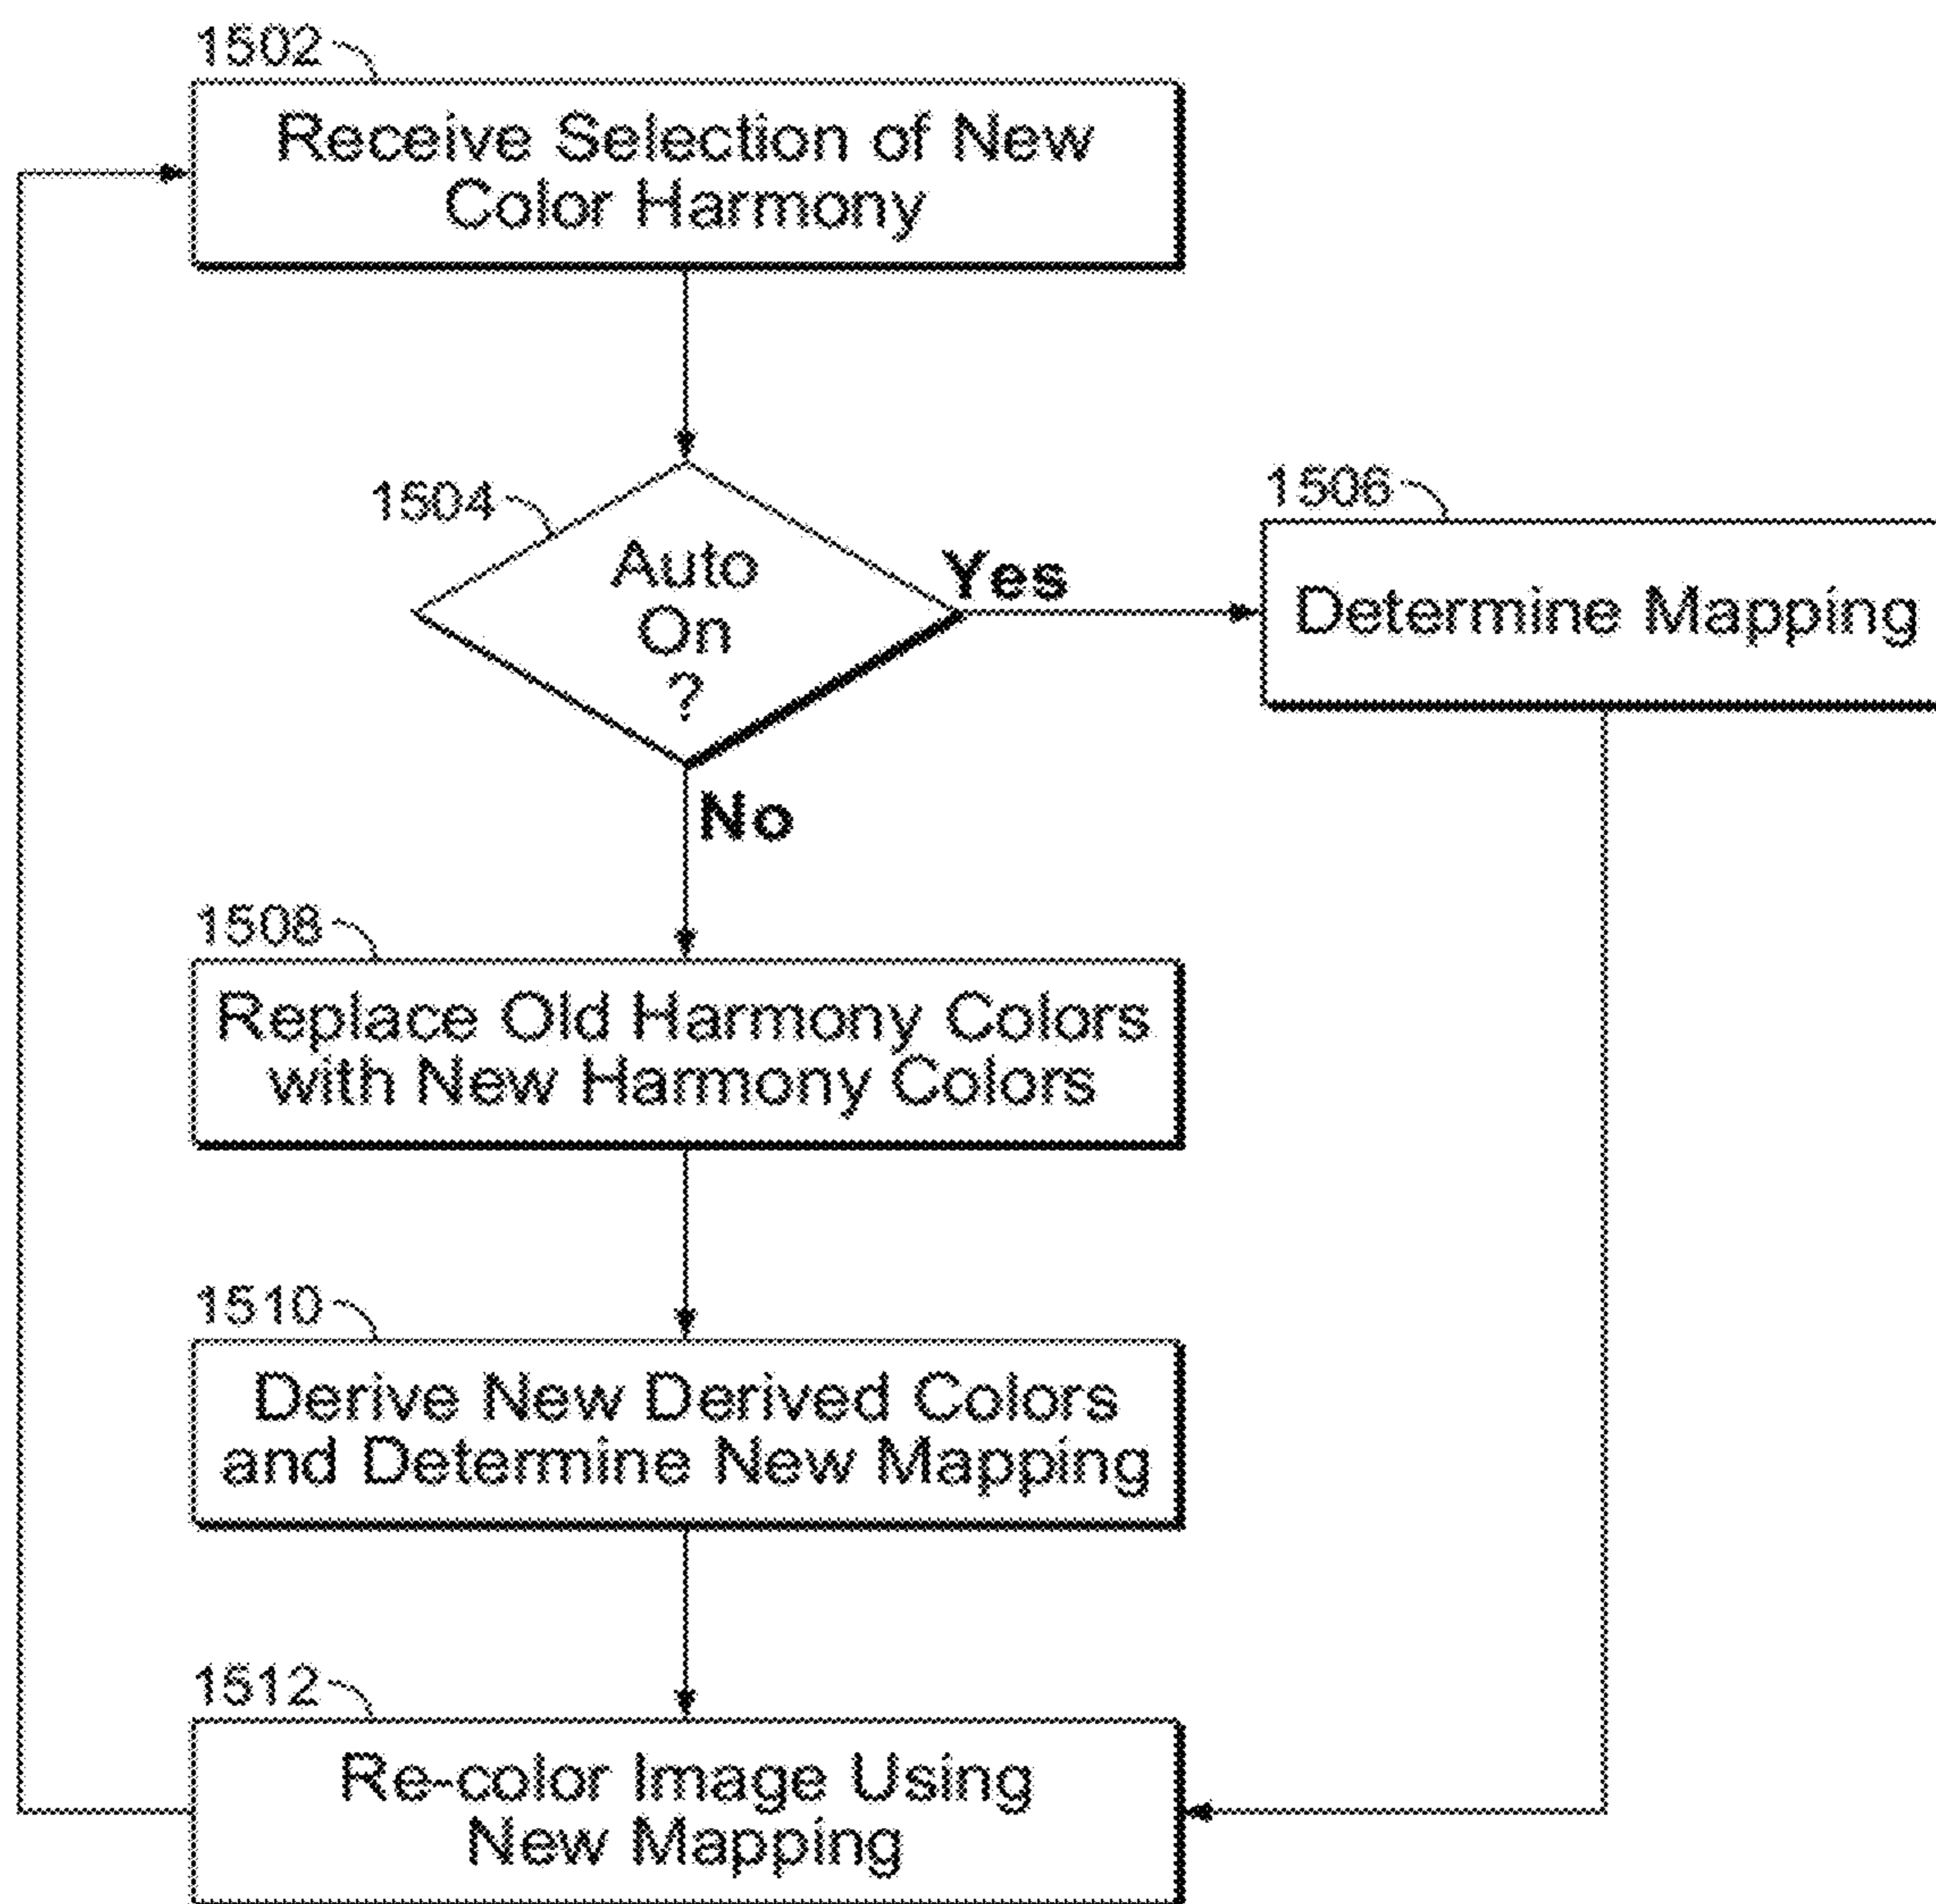 1502
Receive Selection of New
Color Harmony
1504
Auto
On
?
Yes
1506
Determine Mapping
No
1508
Replace Old Harmony Colors
with New Harmony Colors
1510
Derive New Derived Colors
and Determine New Mapping
1512
Re-color Image Using
New Mapping